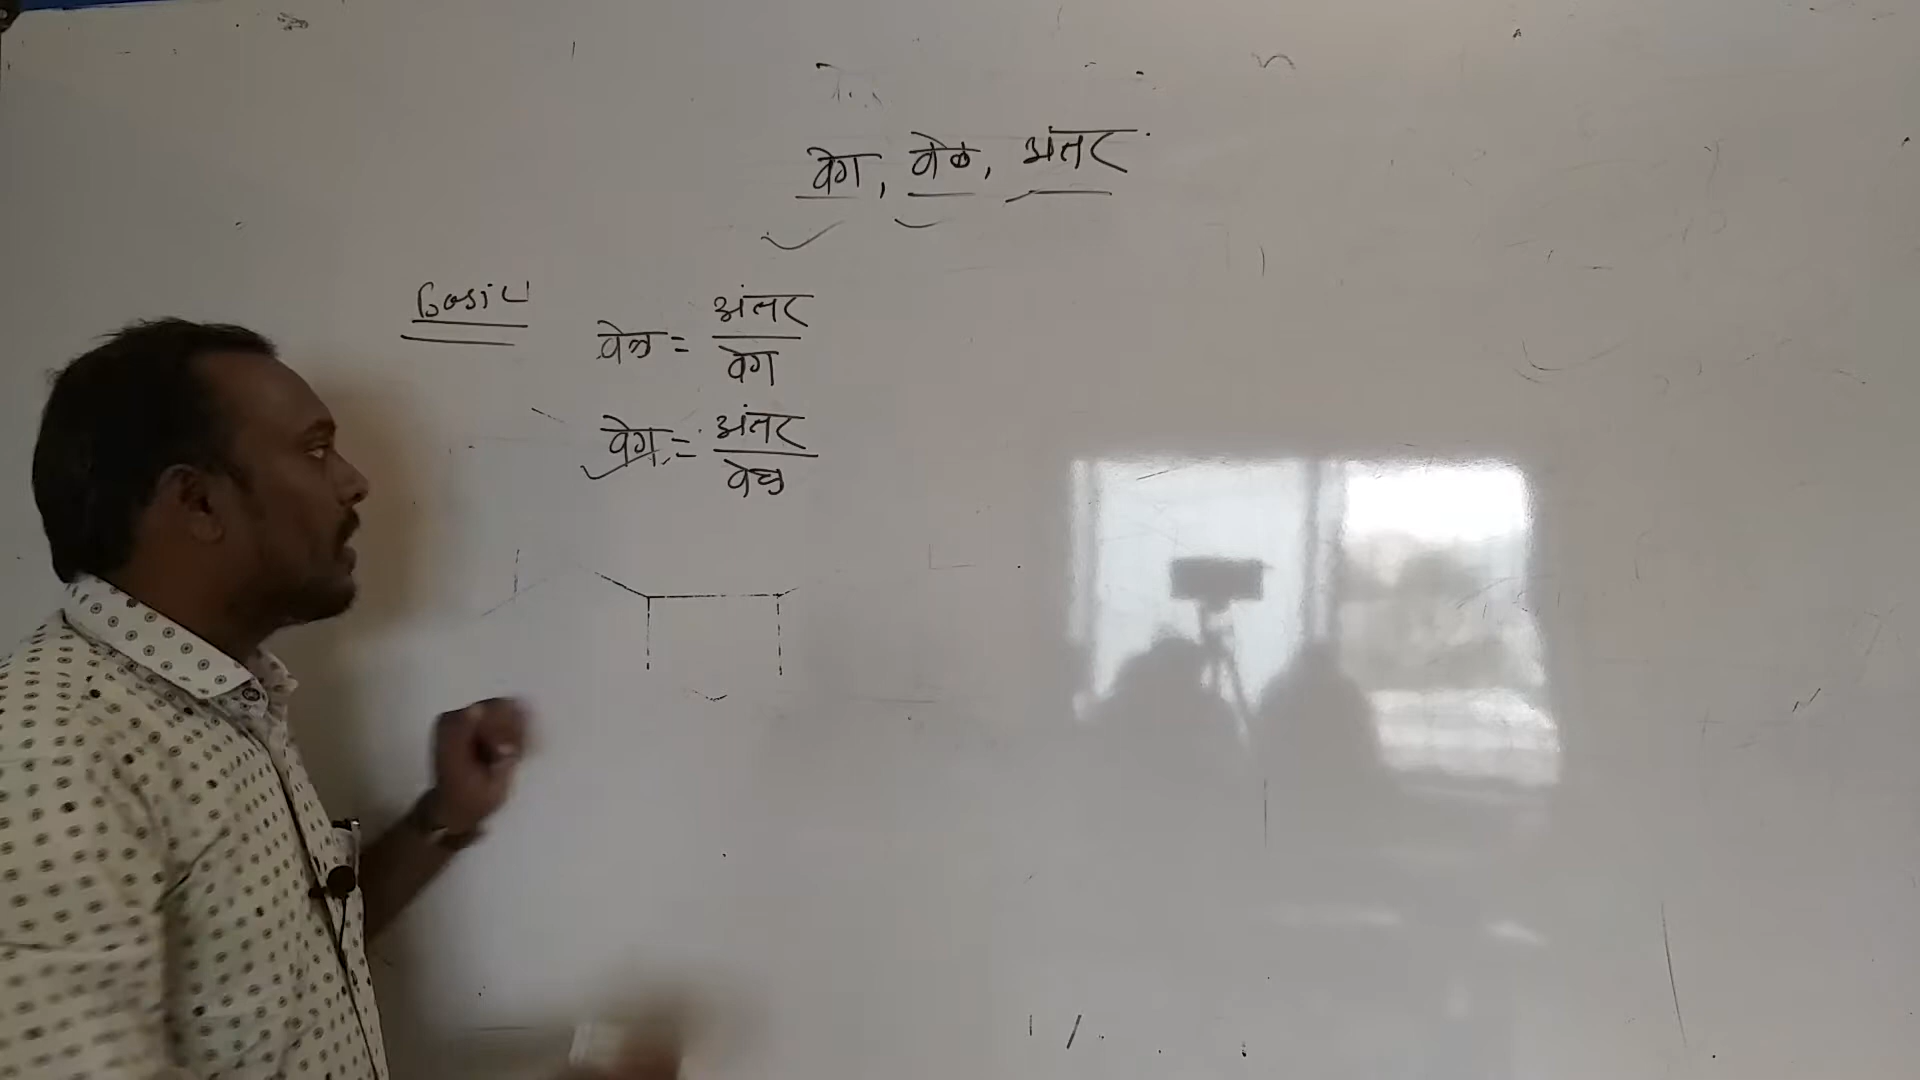 वेग, वेळ, अंतर
Basic
वेळ = अंतर / वेग
वेग = अंतर / वेळ